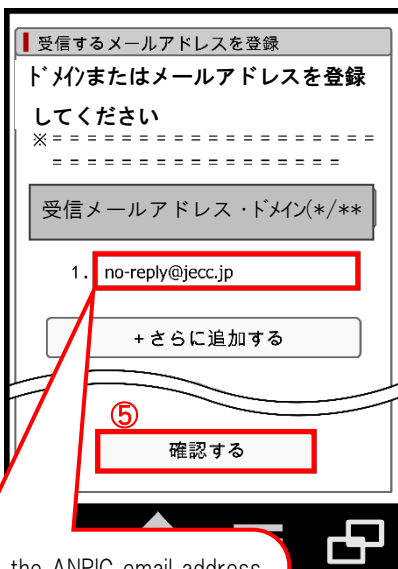 受信するメールアドレスを登録
ﾄﾞﾒｲﾝまたはメールアドレスを登録
してください
※==================
=================
受信メールアドレス・ﾄﾞﾒｲﾝ(*/**
1. no-reply@jecc.jp
+さらに追加する
⑤
確認する
the ANPIC email address